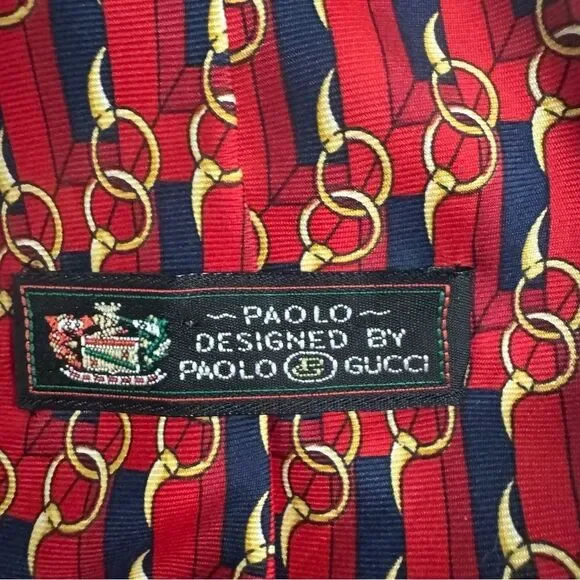 ~ PAOLO ~
DESIGNED BY
PAOLO GUCCI